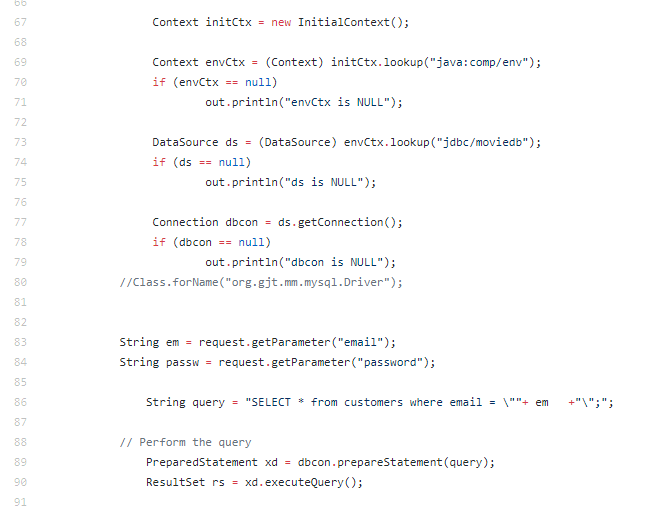 66
67 Context initCtx = new InitialContext();
68
69 Context envCtx = (Context) initCtx.lookup("java:comp/env");
70 if (envCtx == null)
71 out.println("envCtx is NULL");
72
73 DataSource ds = (DataSource) envCtx.lookup("jdbc/moviedb");
74 if (ds == null)
75 out.println("ds is NULL");
76
77 Connection dbcon = ds.getConnection();
78 if (dbcon == null)
79 out.println("dbcon is NULL");
80 //Class.forName("org.gjt.mm.mysql.Driver");
81
82
83 String em = request.getParameter("email");
84 String passw = request.getParameter("password");
85
86 String query = "SELECT * from customers where email = \""+ em +"\";";
87
88 // Perform the query
89 PreparedStatement xd = dbcon.prepareStatement(query);
90 ResultSet rs = xd.executeQuery();
91